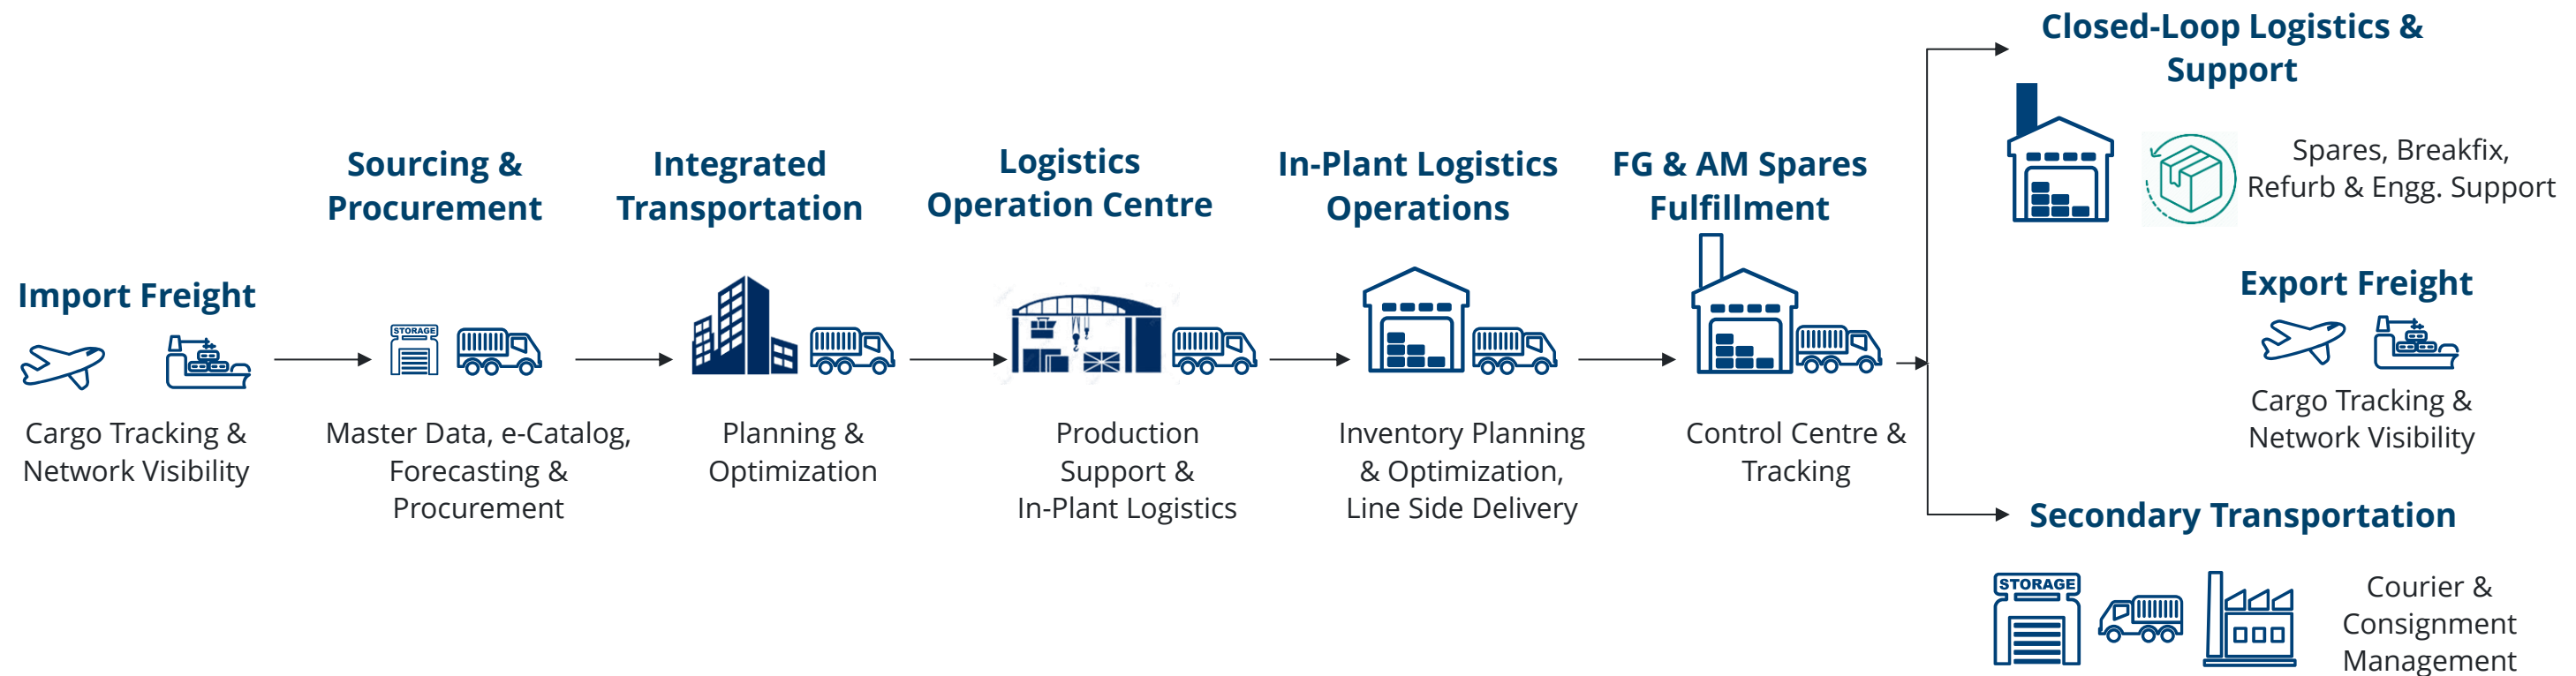 Import Freight
Cargo Tracking &
Network Visibility
Sourcing &
Procurement
STORAGE
Master Data, e-Catalog,
Forecasting &
Procurement
Integrated
Transportation
Planning &
Optimization
Logistics
Operation Centre
Production
Support &
In-Plant Logistics
In-Plant Logistics
Operations
Inventory Planning
& Optimization,
Line Side Delivery
FG & AM Spares
Fulfillment
Control Centre &
Tracking
Closed-Loop Logistics &
Support
Spares, Breakfix,
Refurb & Engg. Support
Export Freight
Cargo Tracking &
Network Visibility
Secondary Transportation
STORAGE
Courier &
Consignment
Management